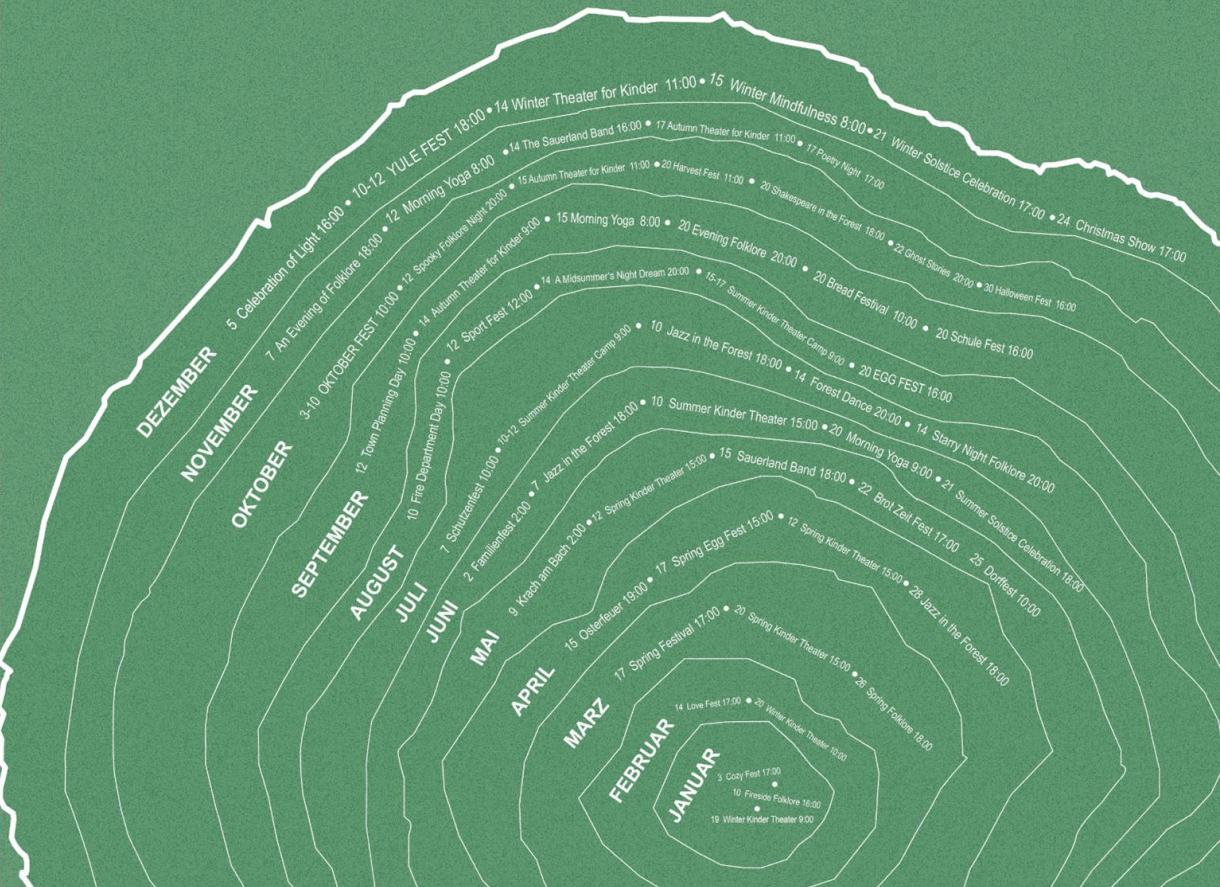 DEZEMBER
5 Celebration of Light 16:00 • 10-12 YULE FEST 18:00 • 14 Winter Theater for Kinder 11:00 • 15 Winter Mindfulness 8:00 • 21 Winter Solstice Celebration 17:00 • 24 Christmas Show 17:00
NOVEMBER
7 An Evening of Folklore 18:00 • 12 Morning Yoga 8:00 • 14 The Sauerland Band 16:00 • 17 Autumn Theater for Kinder 11:00 • 17 Poetry Night 17:00
OKTOBER
3-10 OKTOBER FEST 10:00 • 12 Spooky Folklore Night 20:00 • 15 Autumn Theater for Kinder 11:00 • 20 Harvest Fest 11:00 • 20 Shakespeare in the Forest 18:00 • 22 Ghost Stories 20:00 • 30 Halloween Fest 16:00
SEPTEMBER
12 Town Planning Day 10:00 • 14 Autumn Theater for Kinder 9:00 • 15 Morning Yoga 8:00 • 20 Evening Folklore 20:00 • 20 Bread Festival 10:00 • 20 Schule Fest 16:00
AUGUST
10 Fire Department Day 10:00 • 12 Sport Fest 12:00 • 14 A Midsummer's Night Dream 20:00 • 15-17 Summer Kinder Theater Camp 9:00 • 20 EGG FEST 16:00
JULI
7 Schutzenfest 10:00 • 10-12 Summer Kinder Theater Camp 9:00 • 10 Jazz in the Forest 18:00 • 14 Forest Dance 20:00 • 14 Starry Night Folklore 20:00
JUNI
2 Familienfest 2:00 • 7 Jazz in the Forest 18:00 • 10 Summer Kinder Theater 15:00 • 20 Morning Yoga 9:00 • 21 Summer Solstice Celebration 18:00
MAI
9 Krach am Bach 2:00 • 12 Spring Kinder Theater 15:00 • 15 Sauerland Band 18:00 • 22 Brot Zeit Fest 17:00 25 Dorffest 10:00
APRIL
15 Osterfeuer 19:00 • 17 Spring Egg Fest 15:00 • 12 Spring Kinder Theater 15:00 • 28 Jazz in the Forest 18:00
MARZ
17 Spring Festival 17:00 • 20 Spring Kinder Theater 15:00 • 26 Spring Folklore 18:00
FEBRUAR
14 Love Fest 17:00 • 20 Winter Kinder Theater 10:00
JANUAR
3 Cozy Fest 17:00 •
10 Fireside Folklore 16:00 •
19 Winter Kinder Theater 9:00